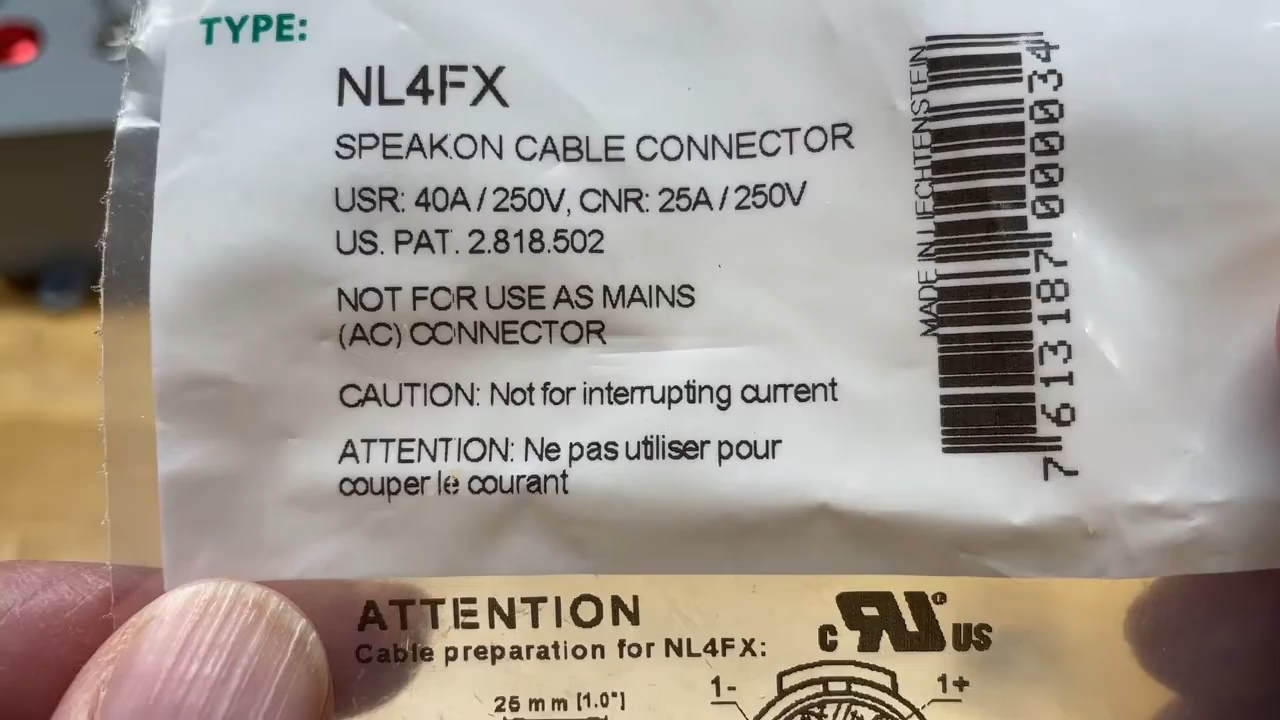 TYPE:
NL4FX
SPEAKON CABLE CONNECTOR
USR: 40A / 250V, CNR: 25A / 250V
US. PAT. 2.818.502
NOT FOR USE AS MAINS
(AC) CONNECTOR
CAUTION: Not for interrupting current
ATTENTION: Ne pas utiliser pour
couper le courant
MADE IN LIECHTENSTEIN
7 613187 000034
ATTENTION
Cable preparation for NL4FX:
c RU® US
25 mm [1.0"]
1-
1+